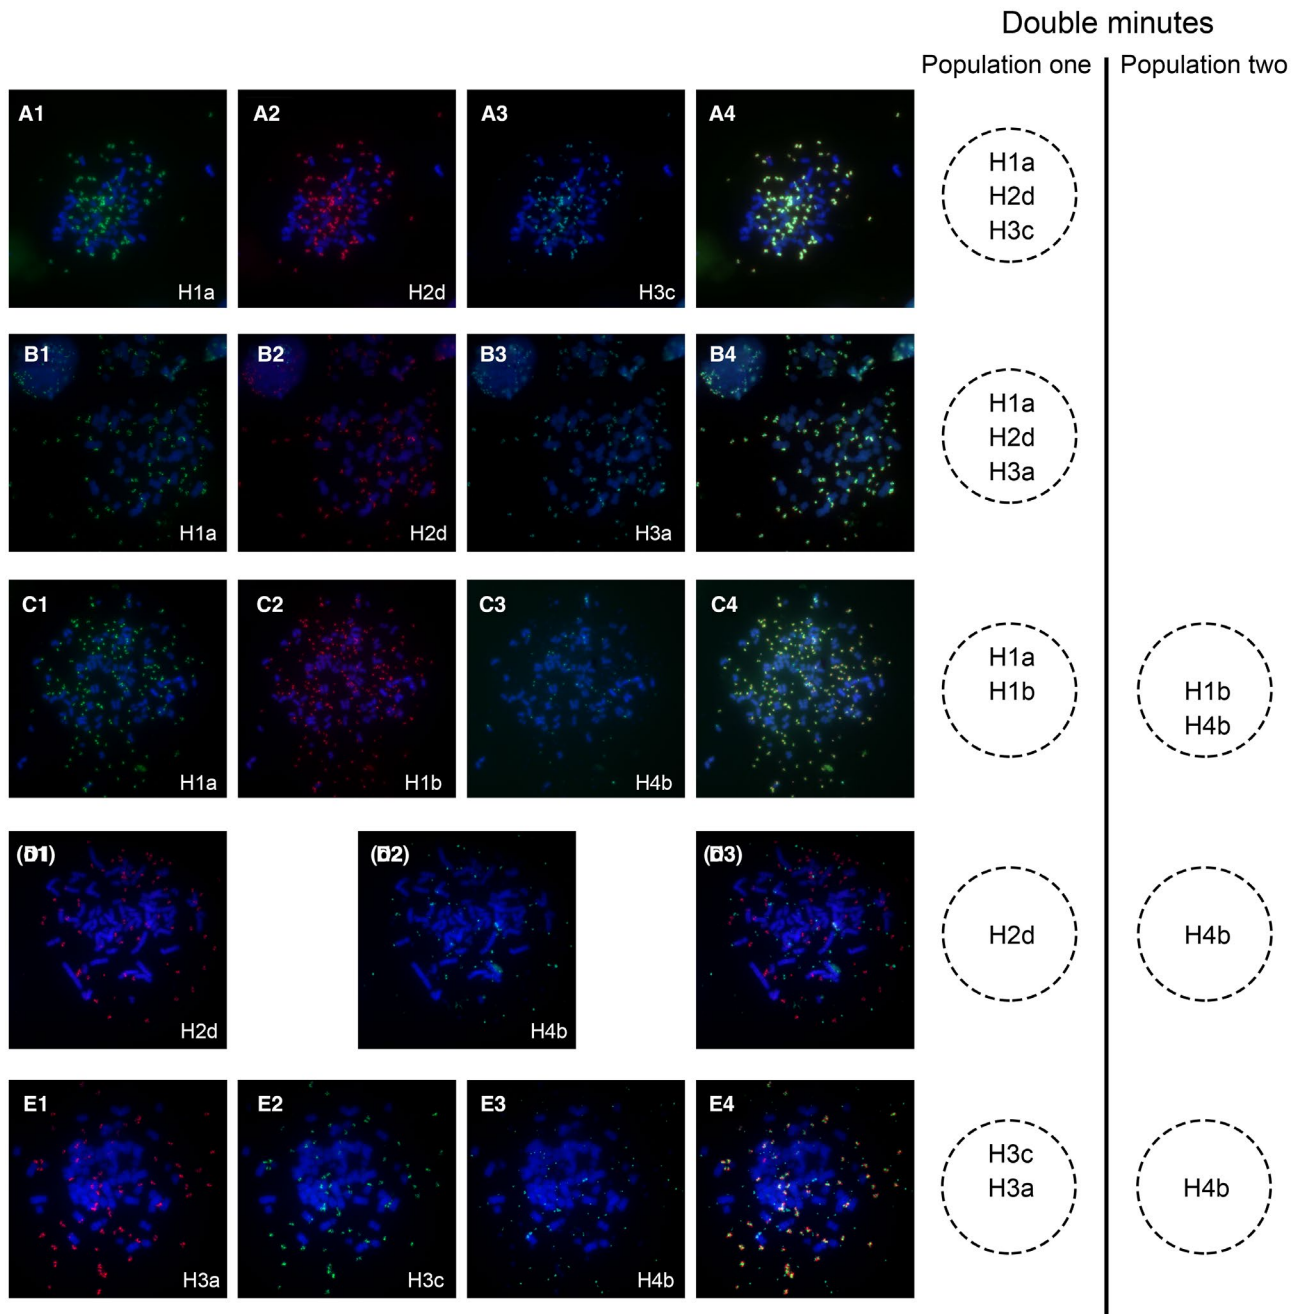 Double minutes
Population one
Population two
A1
A2
A3
A4
H1a
H2d
H3c
H1a
H2d
H3c
B1
B2
B3
B4
H1a
H2d
H3a
H1a
H2d
H3a
C1
C2
C3
C4
H1a
H1b
H4b
H1a
H1b
H1b
H4b
H2d
H4b
H2d
H4b
E1
E2
E3
E4
H3a
H3c
H4b
H3c
H3a
H4b